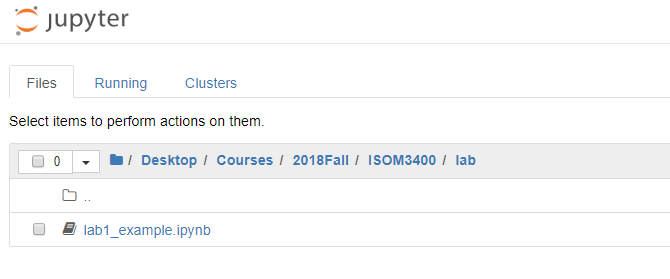 jupyter
Files Running Clusters
Select items to perform actions on them.
0 / Desktop / Courses / 2018Fall / ISOM3400 / lab
..
lab1_example.ipynb